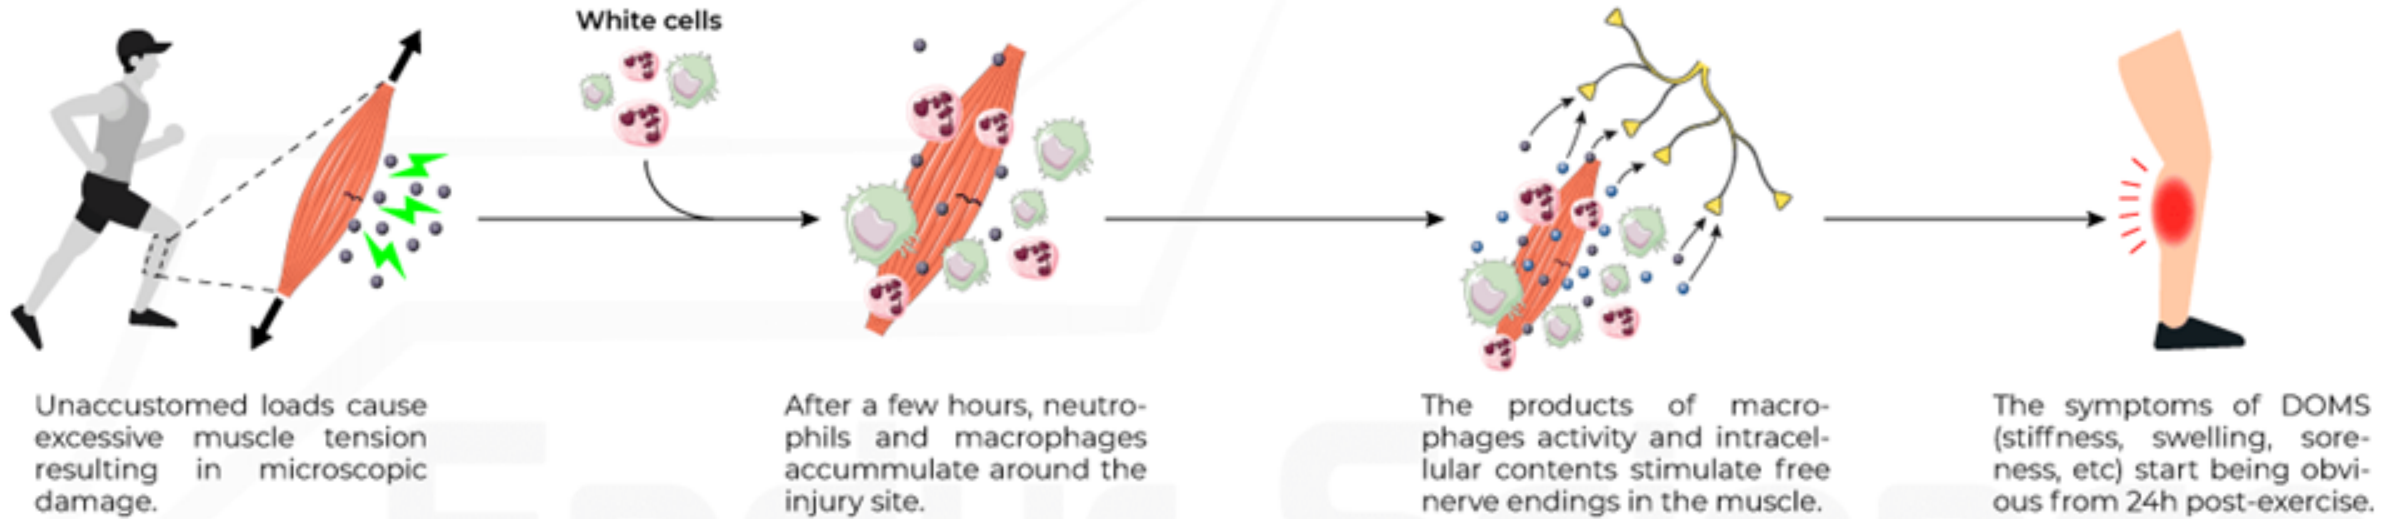 White cells
Unaccustomed loads cause
excessive muscle tension
resulting in microscopic
damage.
After a few hours, neutro-
phils and macrophages
accummulate around the
injury site.
The products of macro-
phages activity and intracel-
lular contents stimulate free
nerve endings in the muscle.
The symptoms of DOMS
(stiffness, swelling, sore-
ness, etc) start being obvi-
ous from 24h post-exercise.